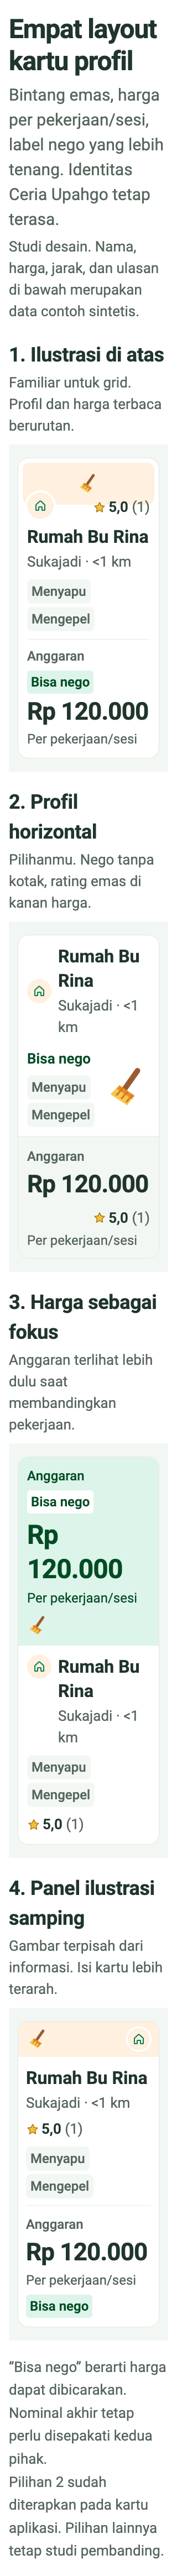 Empat layout
kartu profil
Bintang emas, harga
per pekerjaan/sesi,
label nego yang lebih
tenang. Identitas
Ceria Upahgo tetap
terasa.
Studi desain. Nama,
harga, jarak, dan ulasan
di bawah merupakan
data contoh sintetis.
1. Ilustrasi di atas
Familiar untuk grid.
Profil dan harga terbaca
berurutan.
5,0 (1)
Rumah Bu Rina
Sukajadi · <1 km
Menyapu
Mengepel
Anggaran
Bisa nego
Rp 120.000
Per pekerjaan/sesi
2. Profil
horizontal
Pilihanmu. Nego tanpa
kotak, rating emas di
kanan harga.
Rumah Bu
Rina
Sukajadi · <1
km
Bisa nego
Menyapu
Mengepel
Anggaran
Rp 120.000
5,0 (1)
Per pekerjaan/sesi
3. Harga sebagai
fokus
Anggaran terlihat lebih
dulu saat
membandingkan
pekerjaan.
Anggaran
Bisa nego
Rp
120.000
Per pekerjaan/sesi
Rumah Bu
Rina
Sukajadi · <1
km
Menyapu
Mengepel
5,0 (1)
4. Panel ilustrasi
samping
Gambar terpisah dari
informasi. Isi kartu lebih
terarah.
Rumah Bu Rina
Sukajadi · <1 km
5,0 (1)
Menyapu
Mengepel
Anggaran
Rp 120.000
Per pekerjaan/sesi
Bisa nego
“Bisa nego” berarti harga
dapat dibicarakan.
Nominal akhir tetap
perlu disepakati kedua
pihak.
Pilihan 2 sudah
diterapkan pada kartu
aplikasi. Pilihan lainnya
tetap studi pembanding.